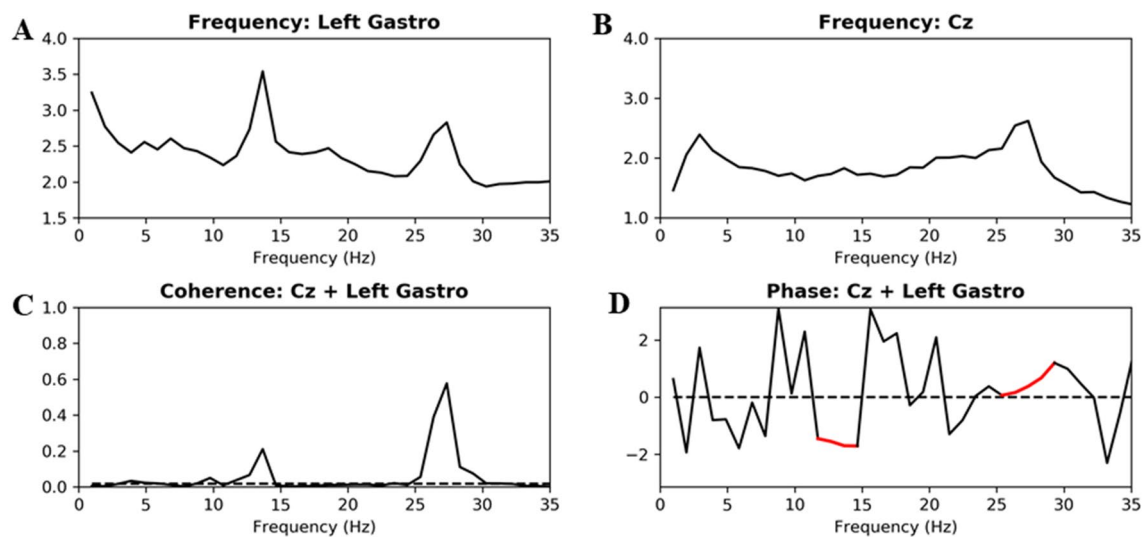 A
Frequency: Left Gastro
4.0
3.5
3.0
2.5
2.0
1.5
0 5 10 15 20 25 30 35
Frequency (Hz)
B
Frequency: Cz
4.0
3.0
2.0
1.0
0 5 10 15 20 25 30 35
Frequency (Hz)
C
Coherence: Cz + Left Gastro
1.0
0.8
0.6
0.4
0.2
0.0
0 5 10 15 20 25 30 35
Frequency (Hz)
D
Phase: Cz + Left Gastro
2
0
−2
0 5 10 15 20 25 30 35
Frequency (Hz)